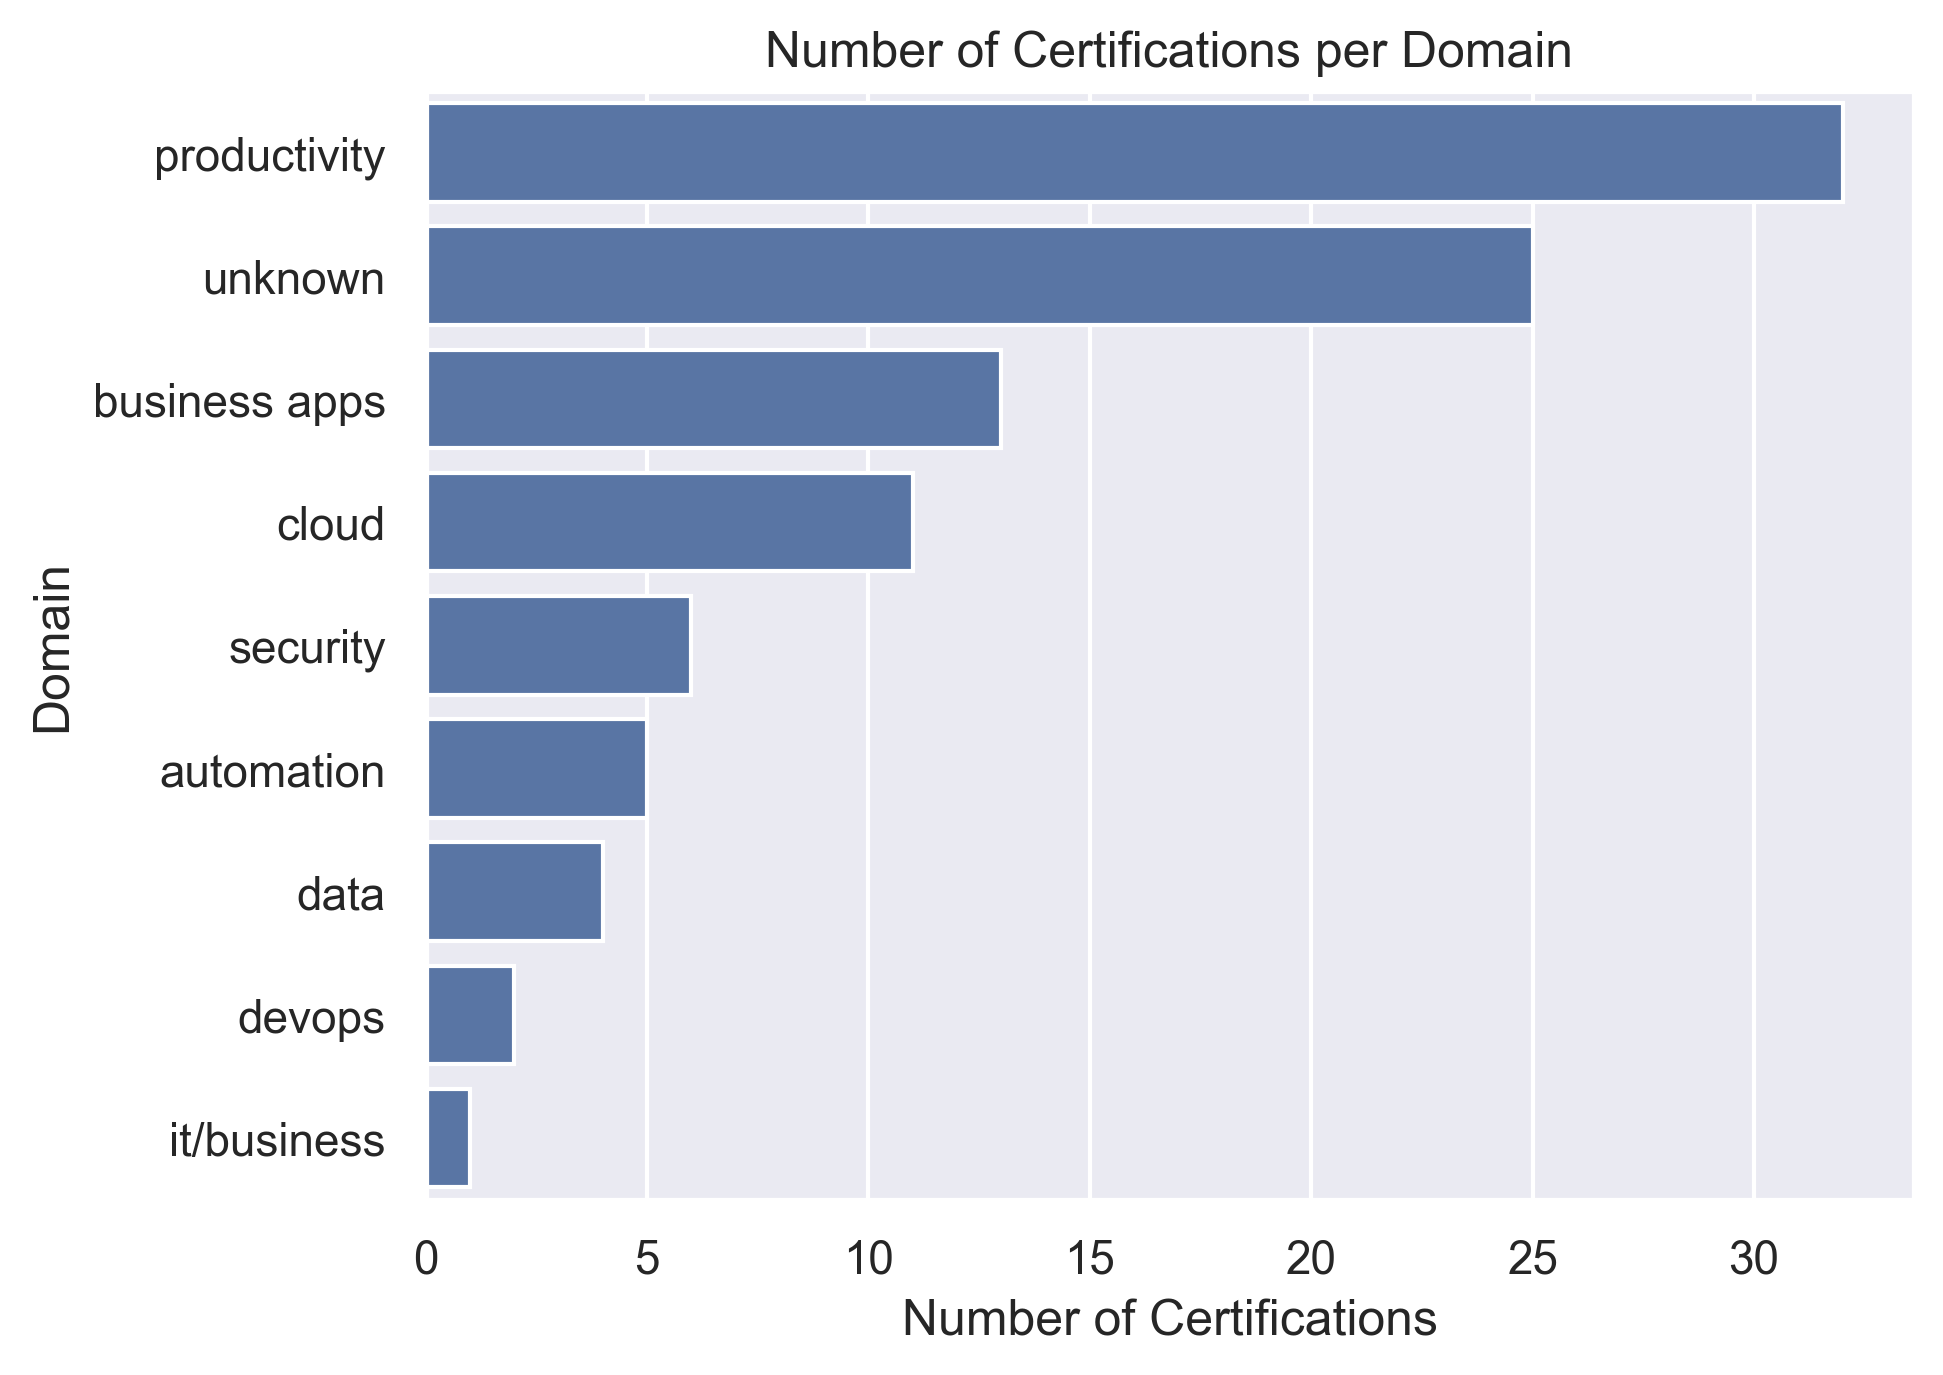 Number of Certifications per Domain
productivity
unknown
business apps
cloud
security
automation
data
devops
it/business
Domain
0 5 10 15 20 25 30
Number of Certifications